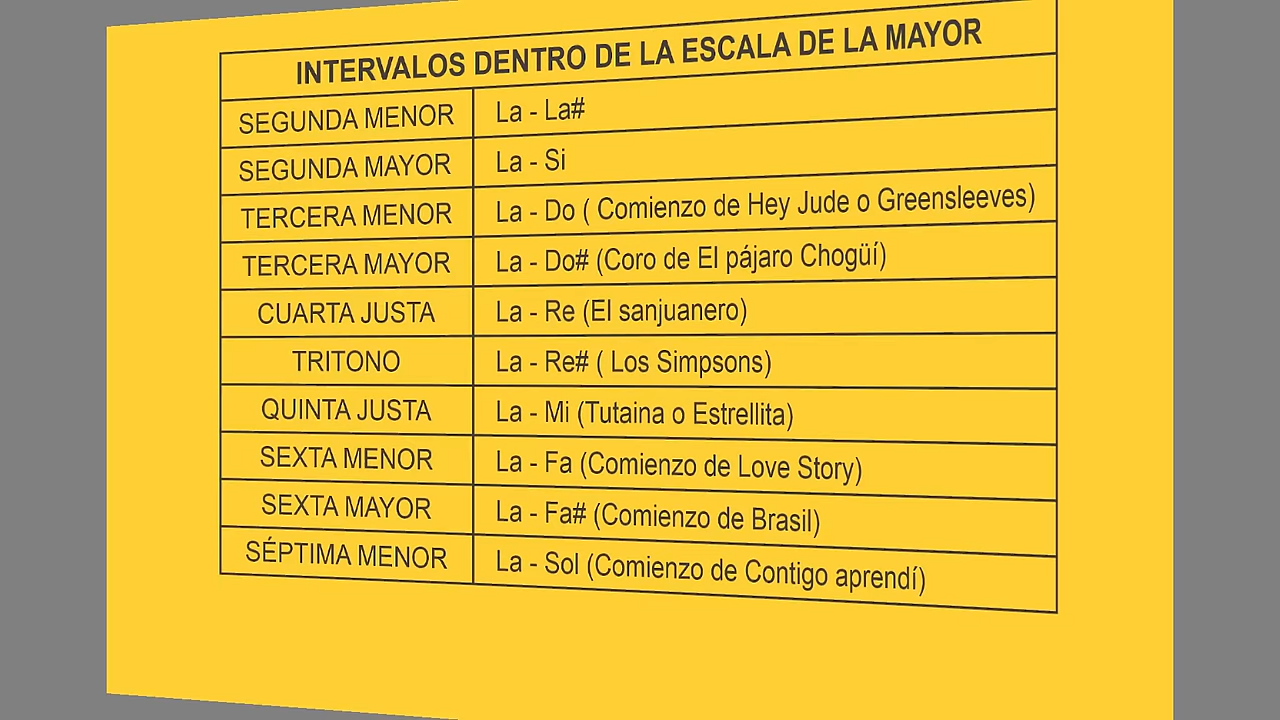 INTERVALOS DENTRO DE LA ESCALA DE LA MAYOR
SEGUNDA MENOR La - La#
SEGUNDA MAYOR La - Si
TERCERA MENOR La - Do ( Comienzo de Hey Jude o Greensleeves)
TERCERA MAYOR La - Do# (Coro de El pájaro Chogüí)
CUARTA JUSTA La - Re (El sanjuanero)
TRITONO La - Re# ( Los Simpsons)
QUINTA JUSTA La - Mi (Tutaina o Estrellita)
SEXTA MENOR La - Fa (Comienzo de Love Story)
SEXTA MAYOR La - Fa# (Comienzo de Brasil)
SÉPTIMA MENOR La - Sol (Comienzo de Contigo aprendí)